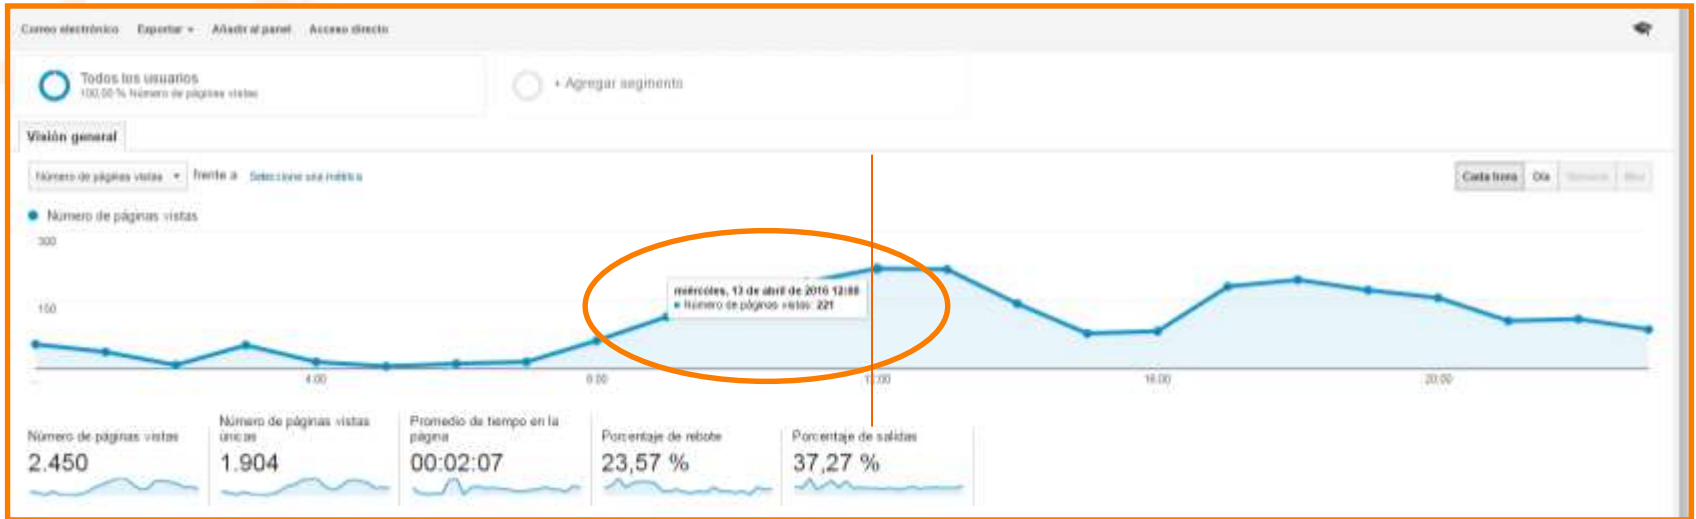 Correo electrónico Exportar Añadir al panel Acceso directo
Todos los usuarios
100,00 % Número de páginas vistas
+ Agregar segmento
Visión general
Número de páginas vistas frente a Seleccione una métrica
Cada hora Día Semana Mes
Número de páginas vistas
300
miércoles, 13 de abril de 2016 12:00
Número de páginas vistas: 221
150
4:00 8:00 12:00 16:00 20:00
Número de páginas vistas
2.450
Número de páginas vistas
únicas
1.904
Promedio de tiempo en la
página
00:02:07
Porcentaje de rebote
23,57 %
Porcentaje de salidas
37,27 %